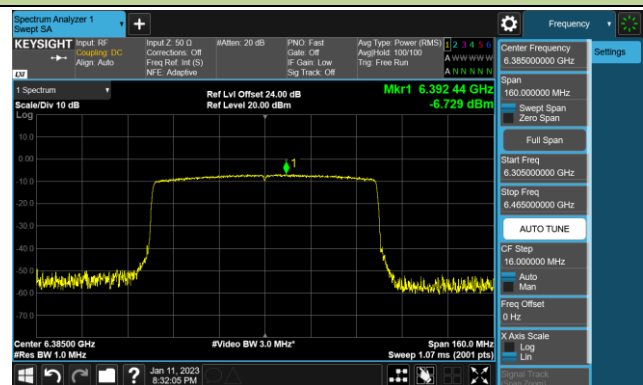 Spectrum Analyzer 1
Swept SA
+
Frequency
KEYSIGHT
Input: RF
Coupling: DC
Align: Auto
Input Z: 50 Ω
Corrections: Off
Freq Ref: Int (S)
NFE: Adaptive
#Atten: 20 dB
PNO: Fast
Gate: Off
IF Gain: Low
Sig Track: Off
Avg Type: Power (RMS)
Avg|Hold: 100/100
Trig: Free Run
1 2 3 4 5 6
A W W W W W
A N N N N N
LXI
1 Spectrum
Scale/Div 10 dB
Log
Ref Lvl Offset 24.00 dB
Ref Level 20.00 dBm
Mkr1 6.392 44 GHz
-6.729 dBm
10.0
0.00
-10.0
-20.0
-30.0
-40.0
-50.0
-60.0
-70.0
1
Center 6.38500 GHz
#Res BW 1.0 MHz
#Video BW 3.0 MHz*
Span 160.0 MHz
Sweep 1.07 ms (2001 pts)
Jan 11, 2023
8:32:05 PM
Center Frequency
6.385000000 GHz
Settings
Span
160.000000 MHz
Swept Span
Zero Span
Full Span
Start Freq
6.305000000 GHz
Stop Freq
6.465000000 GHz
AUTO TUNE
CF Step
16.000000 MHz
Auto
Man
Freq Offset
0 Hz
X Axis Scale
Log
Lin
Signal Track